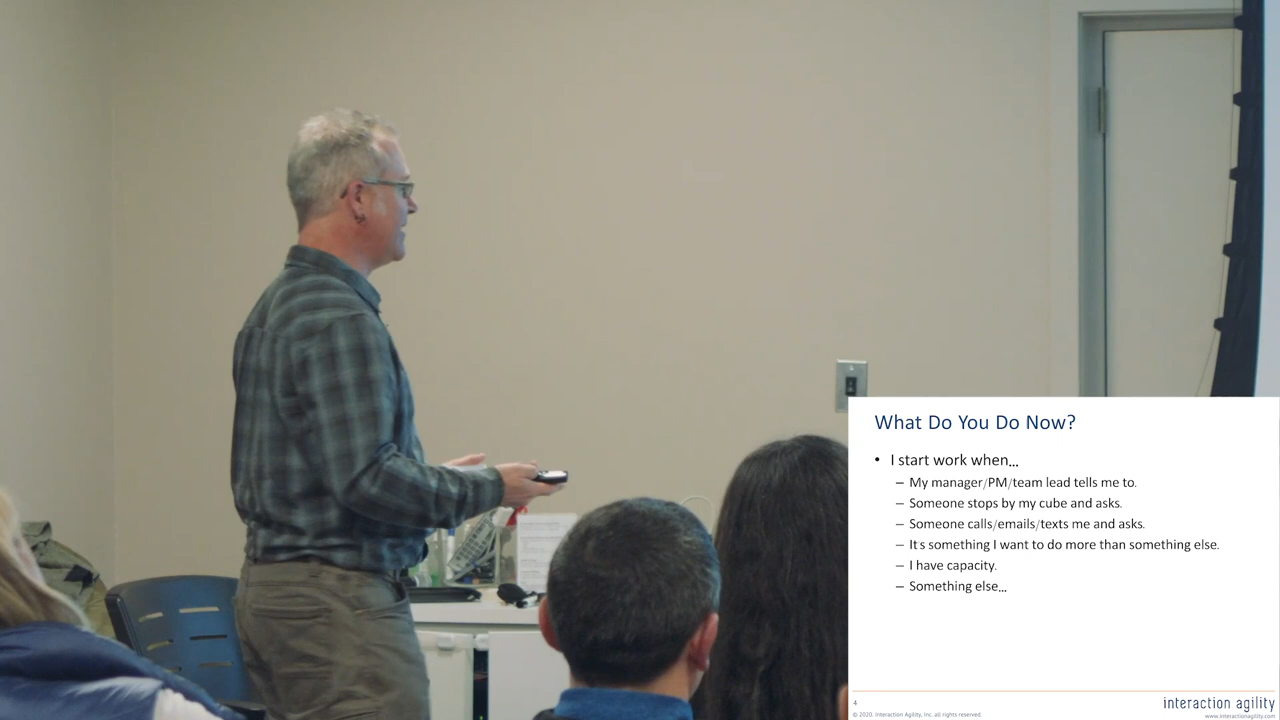 What Do You Do Now?
• I start work when…
– My manager/PM/team lead tells me to.
– Someone stops by my cube and asks.
– Someone calls/emails/texts me and asks.
– It's something I want to do more than something else.
– I have capacity.
– Something else…
4
© 2020. Interaction Agility, Inc, all rights reserved.
interaction agility
www.interactionagility.com